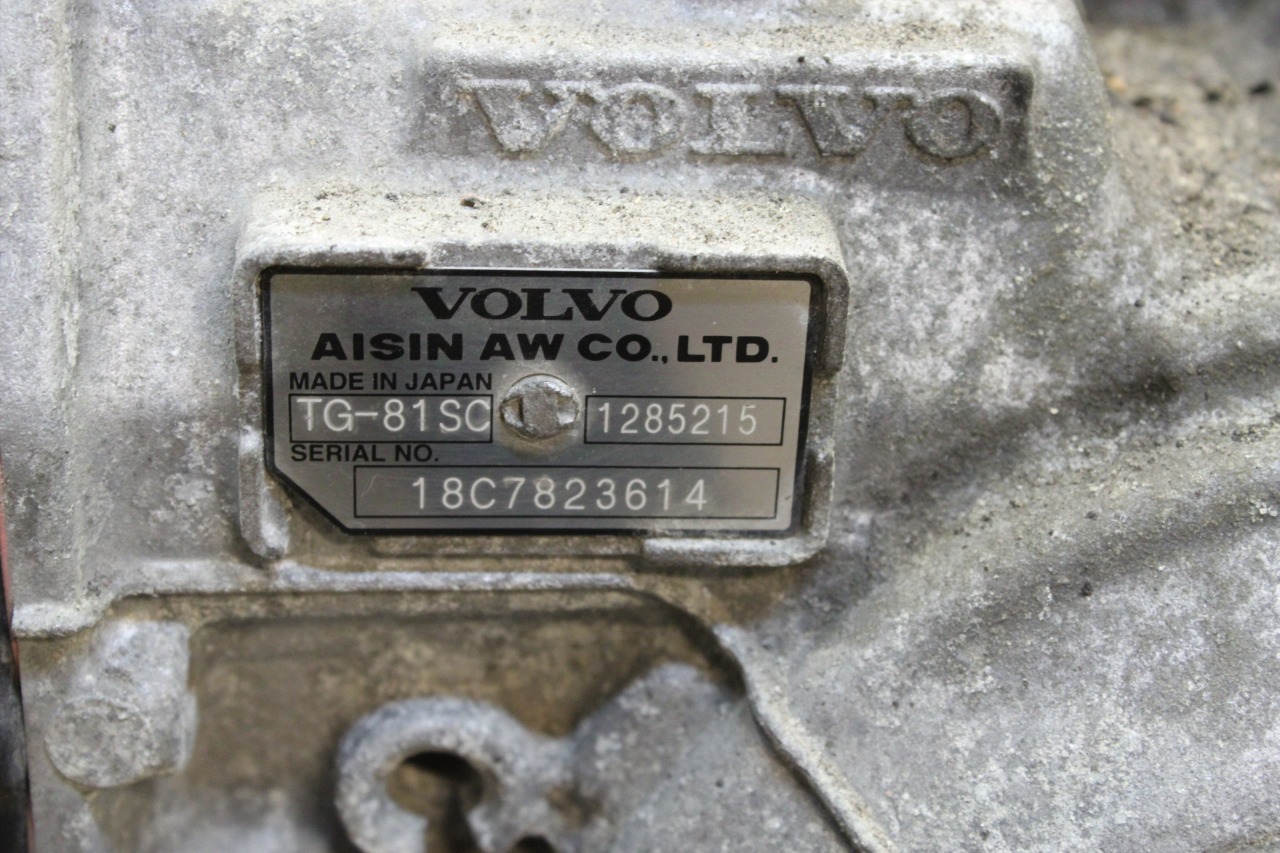 VOLVO
VOLVO
AISIN AW CO., LTD.
MADE IN JAPAN
TG-81SC 1285215
SERIAL NO.
18C7823614